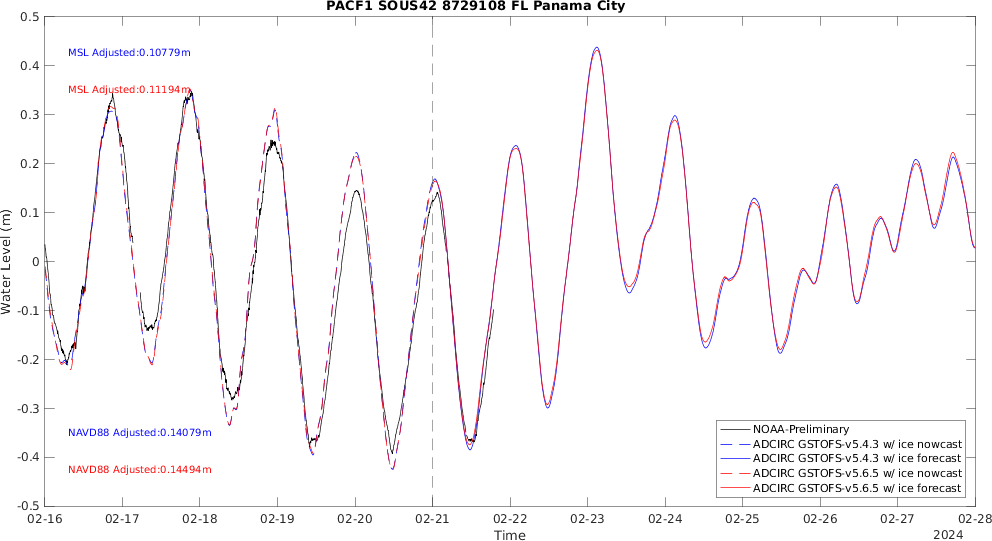 PACF1 SOUS42 8729108 FL Panama City
0.5
0.4
0.3
0.2
0.1
0
-0.1
-0.2
-0.3
-0.4
-0.5
Water Level (m)
MSL Adjusted:0.10779m
MSL Adjusted:0.11194m
NAVD88 Adjusted:0.14079m
NAVD88 Adjusted:0.14494m
NOAA-Preliminary
ADCIRC GSTOFS-v5.4.3 w/ ice nowcast
ADCIRC GSTOFS-v5.4.3 w/ ice forecast
ADCIRC GSTOFS-v5.6.5 w/ ice nowcast
ADCIRC GSTOFS-v5.6.5 w/ ice forecast
02-16 02-17 02-18 02-19 02-20 02-21 02-22 02-23 02-24 02-25 02-26 02-27 02-28
Time
2024